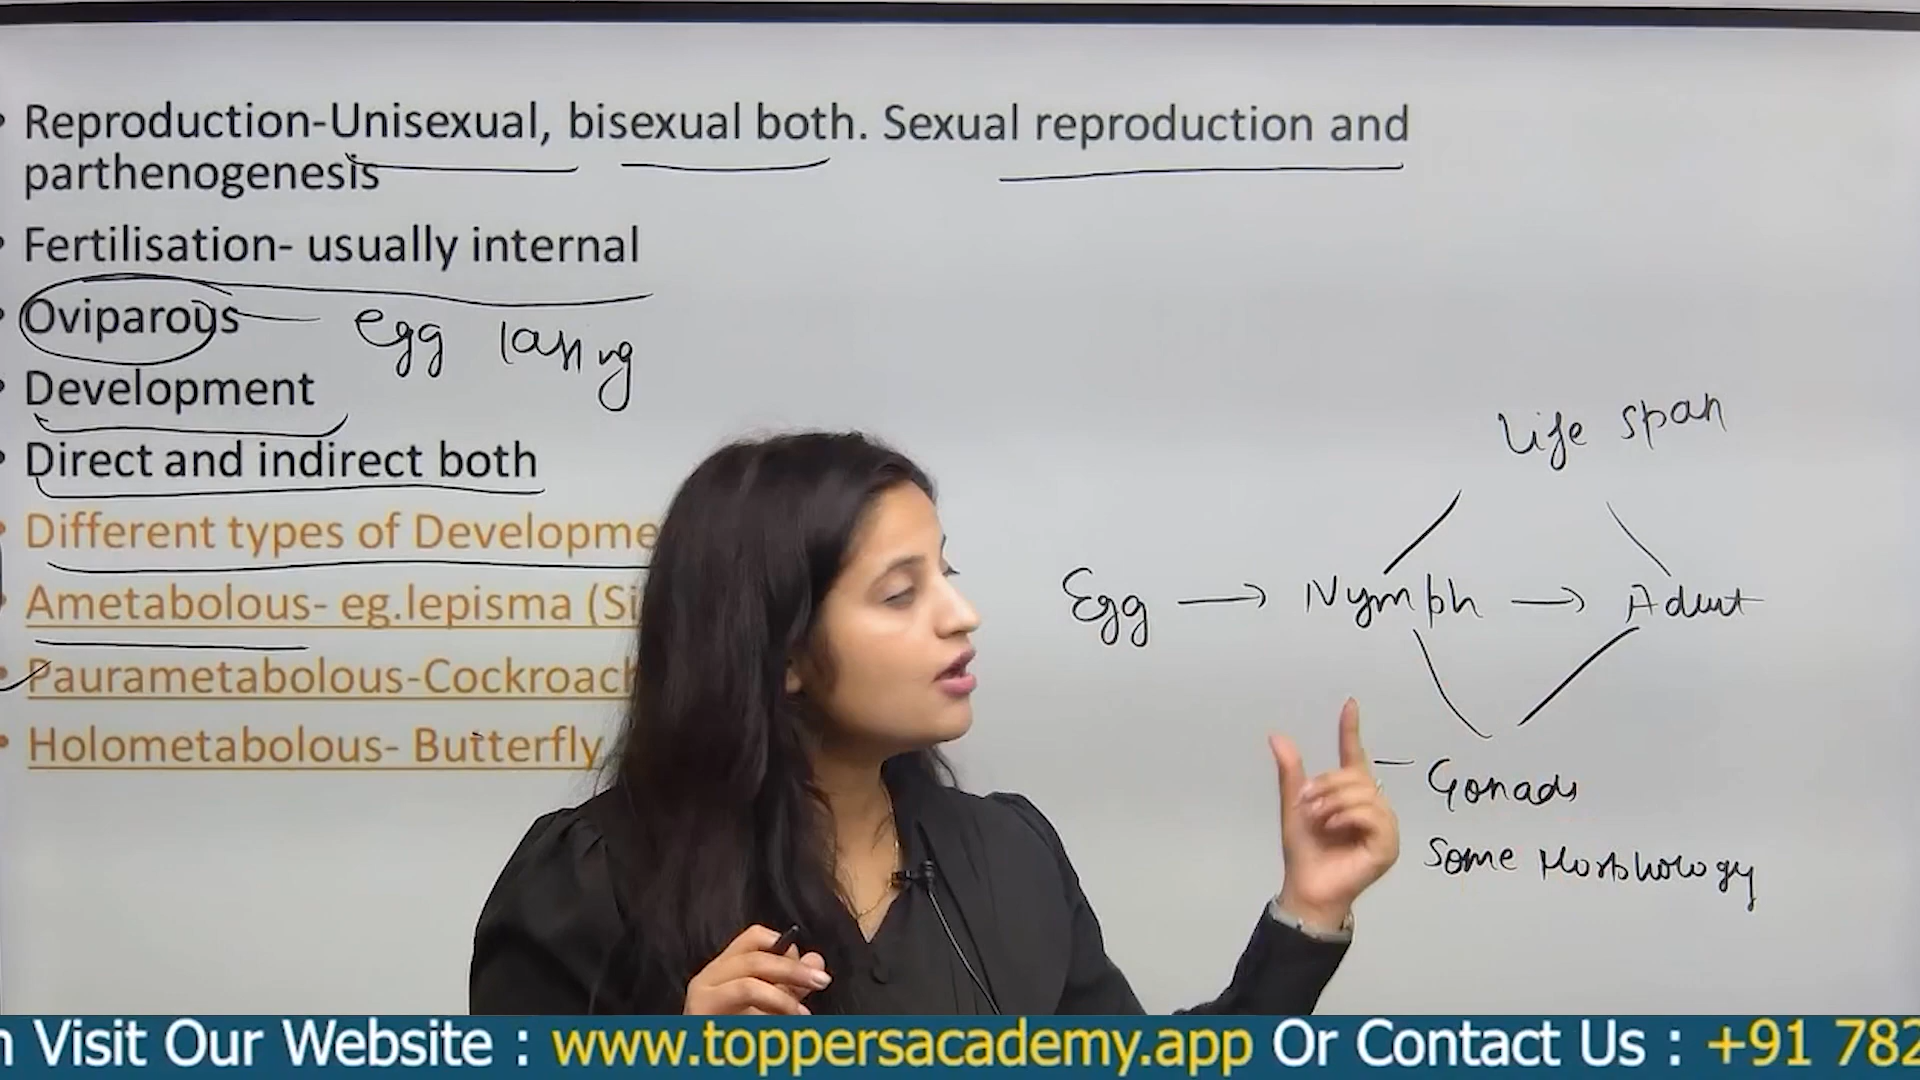 Reproduction-Unisexual, bisexual both. Sexual reproduction and
parthenogenesis
Fertilisation- usually internal
Oviparous
egg
Development
Direct and indirect both
Different types of Developme
Ametabolous- eg.lepisma (Si
Paurametabolous-Cockroach
Holometabolous- Butterfly
Life span
Egg → Nymph → Adult
- Gonads
Some Morphology
n Visit Our Website : www.toppersacademy.app Or Contact Us : +91 782